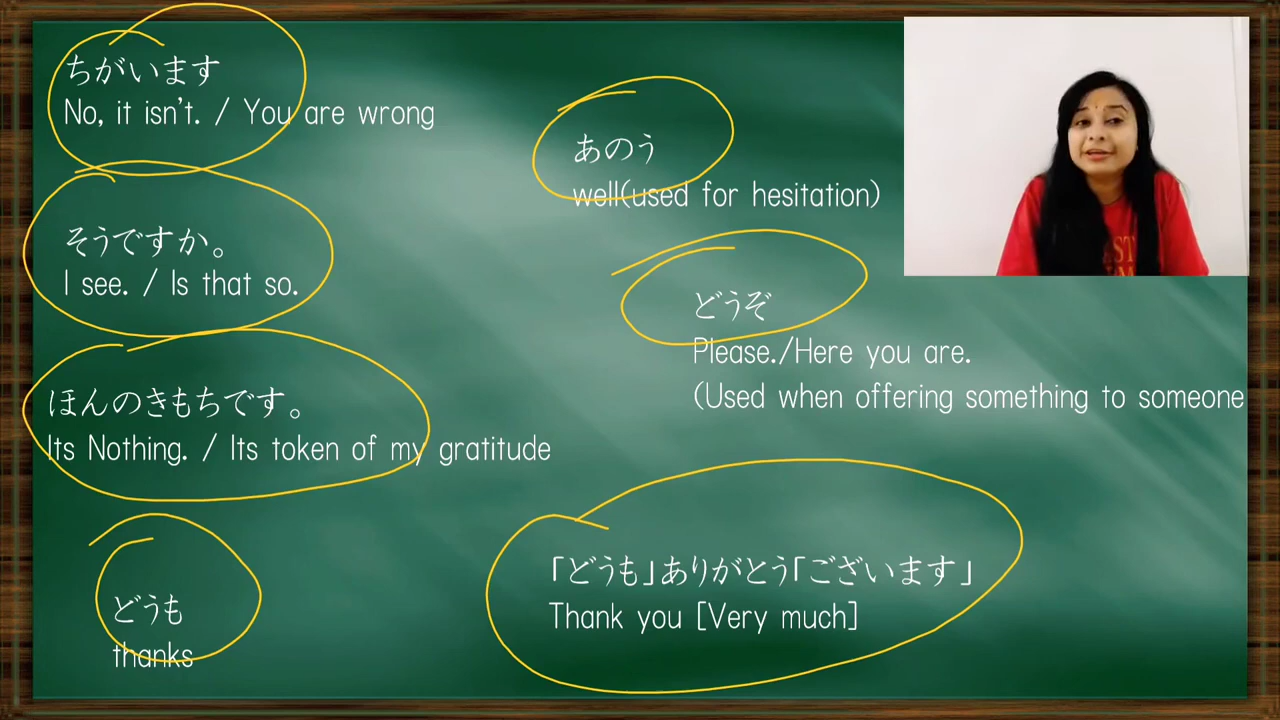 ちがいます
No, it isn't. / You are wrong
そうですか。
I see. / Is that so.
ほんのきもちです。
Its Nothing. / Its token of my gratitude
どうも
thanks
あのう
well(used for hesitation)
どうぞ
Please./Here you are.
(Used when offering something to someone
「どうも」ありがとう「ございます」
Thank you [Very much]